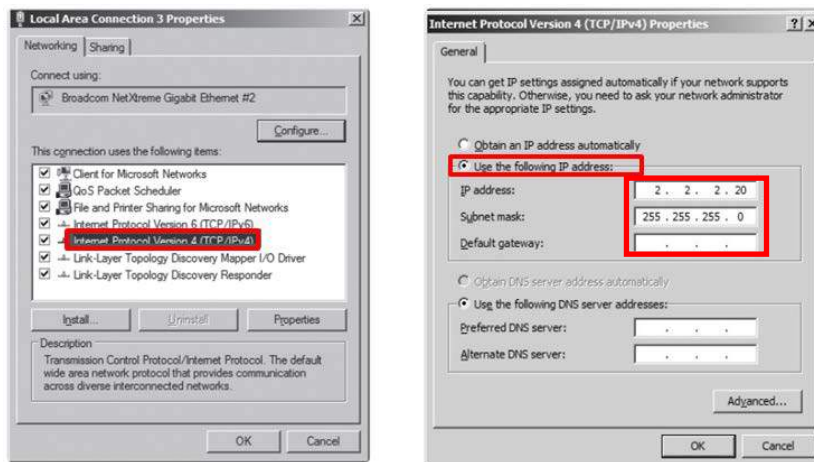 Local Area Connection 3 Properties
Networking Sharing
Connect using:
Broadcom NetXtreme Gigabit Ethernet #2
Configure...
This connection uses the following items:
Client for Microsoft Networks
QoS Packet Scheduler
File and Printer Sharing for Microsoft Networks
Internet Protocol Version 6 (TCP/IPv6)
Internet Protocol Version 4 (TCP/IPv4)
Link-Layer Topology Discovery Mapper I/O Driver
Link-Layer Topology Discovery Responder
Install... Uninstall Properties
Description
Transmission Control Protocol/Internet Protocol. The default
wide area network protocol that provides communication
across diverse interconnected networks.
OK Cancel
Internet Protocol Version 4 (TCP/IPv4) Properties
General
You can get IP settings assigned automatically if your network supports
this capability. Otherwise, you need to ask your network administrator
for the appropriate IP settings.
Obtain an IP address automatically
Use the following IP address:
IP address: 2 . 2 . 2 . 20
Subnet mask: 255 . 255 . 255 . 0
Default gateway: . . .
Obtain DNS server address automatically
Use the following DNS server addresses:
Preferred DNS server: . . .
Alternate DNS server: . . .
Advanced...
OK Cancel